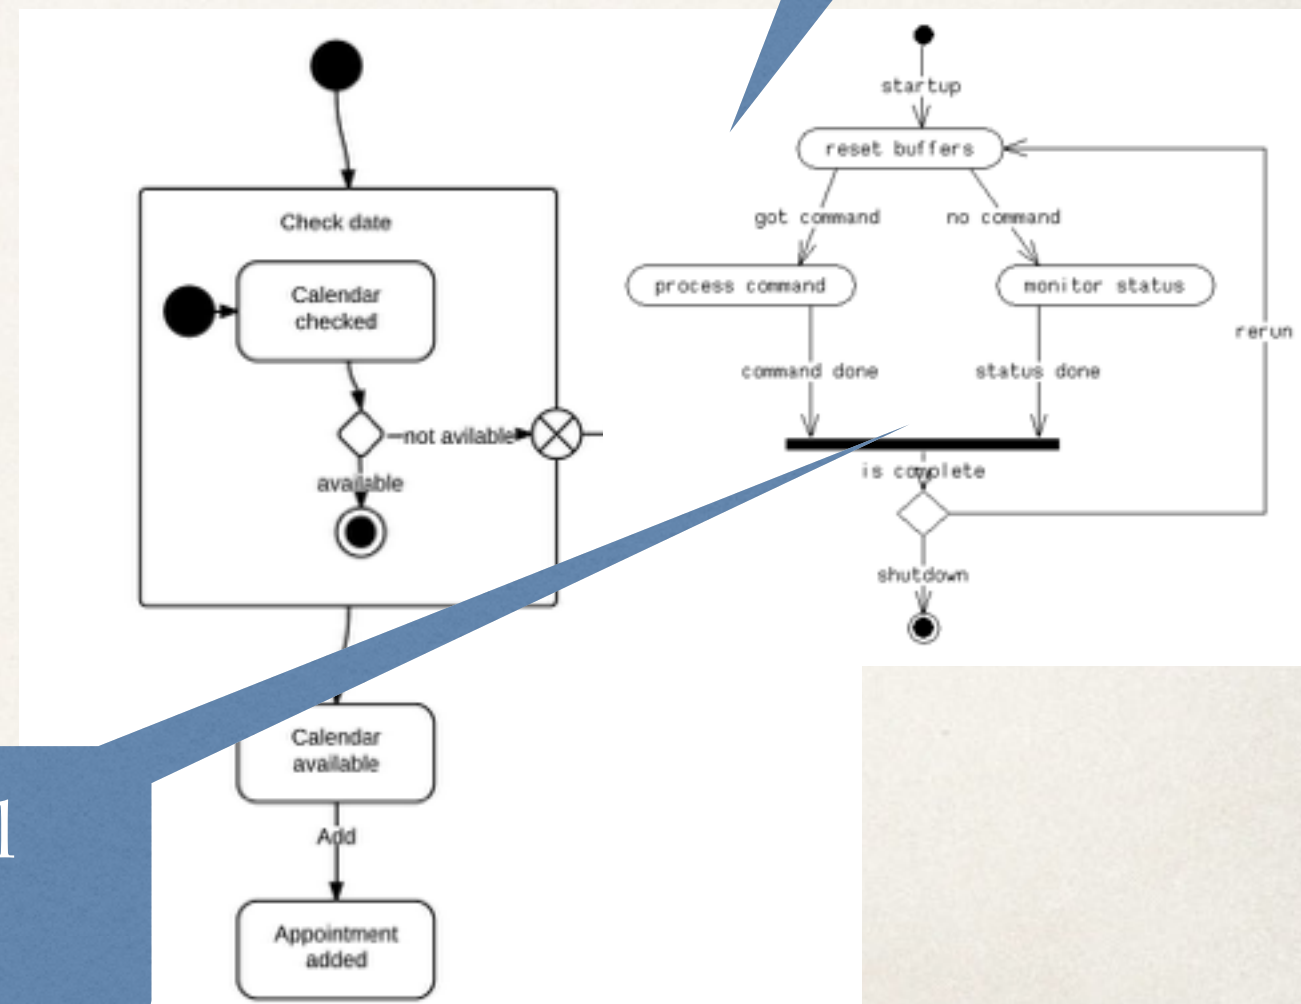 Check date
Calendar
checked
not avilable
available
Calendar
available
Add
Appointment
added
startup
reset buffers
got command
no command
process command
monitor status
rerun
command done
status done
is complete
shutdown